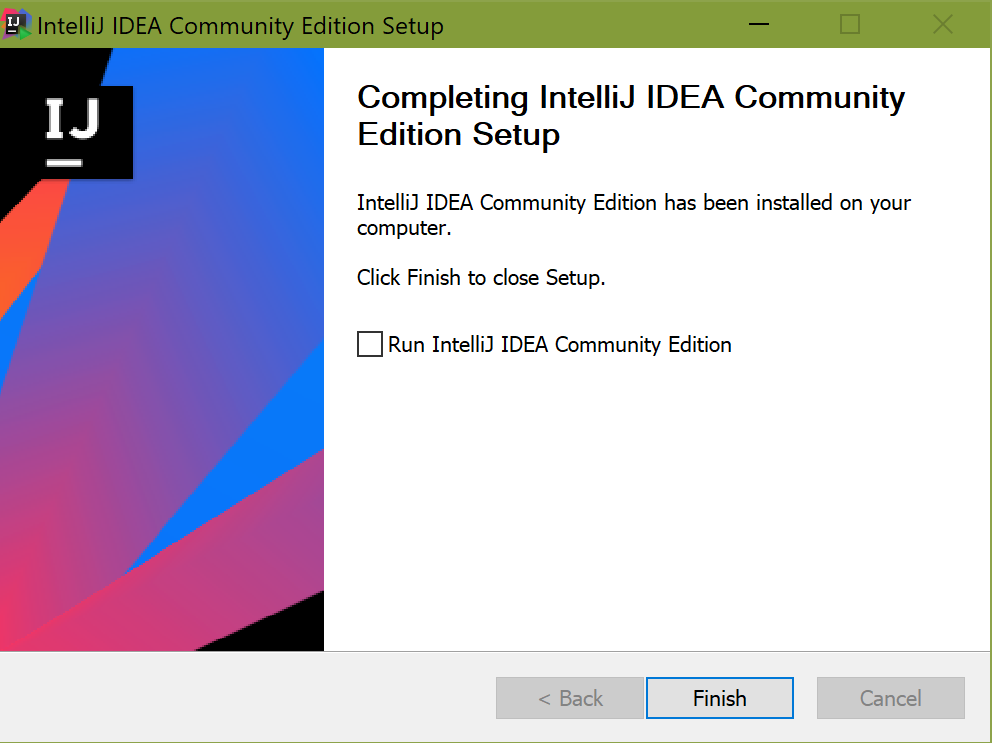 IntelliJ IDEA Community Edition Setup
IJ
Completing IntelliJ IDEA Community
Edition Setup
IntelliJ IDEA Community Edition has been installed on your
computer.
Click Finish to close Setup.
Run IntelliJ IDEA Community Edition
< Back
Finish
Cancel